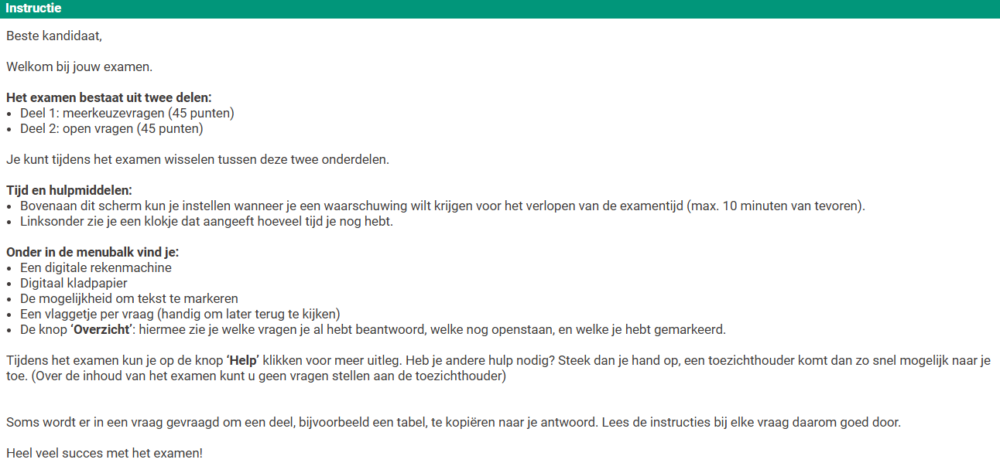 Instructie
Beste kandidaat,
Welkom bij jouw examen.
Het examen bestaat uit twee delen:
• Deel 1: meerkeuzevragen (45 punten)
• Deel 2: open vragen (45 punten)
Je kunt tijdens het examen wisselen tussen deze twee onderdelen.
Tijd en hulpmiddelen:
• Bovenaan dit scherm kun je instellen wanneer je een waarschuwing wilt krijgen voor het verlopen van de examentijd (max. 10 minuten van tevoren).
• Linksonder zie je een klokje dat aangeeft hoeveel tijd je nog hebt.
Onder in de menubalk vind je:
• Een digitale rekenmachine
• Digitaal kladpapier
• De mogelijkheid om tekst te markeren
• Een vlaggetje per vraag (handig om later terug te kijken)
• De knop ‘Overzicht’: hiermee zie je welke vragen je al hebt beantwoord, welke nog openstaan, en welke je hebt gemarkeerd.
Tijdens het examen kun je op de knop ‘Help’ klikken voor meer uitleg. Heb je andere hulp nodig? Steek dan je hand op, een toezichthouder komt dan zo snel mogelijk naar je
toe. (Over de inhoud van het examen kunt u geen vragen stellen aan de toezichthouder)
Soms wordt er in een vraag gevraagd om een deel, bijvoorbeeld een tabel, te kopiëren naar je antwoord. Lees de instructies bij elke vraag daarom goed door.
Heel veel succes met het examen!